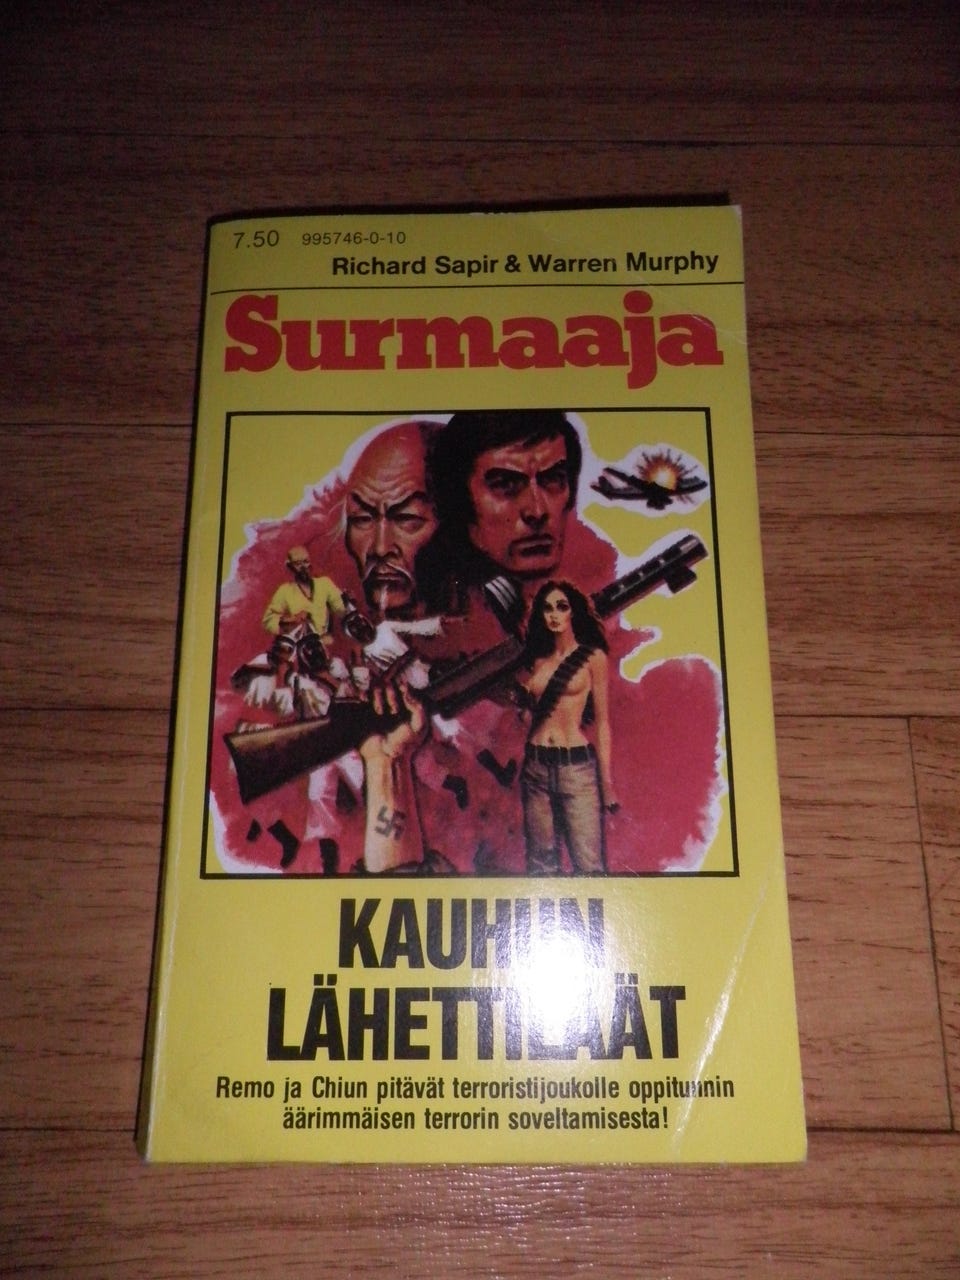 7.50 995746-0-10
Richard Sapir & Warren Murphy
Surmaaja
KAUHUN
LÄHETTILÄÄT
Remo ja Chiun pitävät terroristijoukolle oppitunnin
äärimmäisen terrorin soveltamisesta!